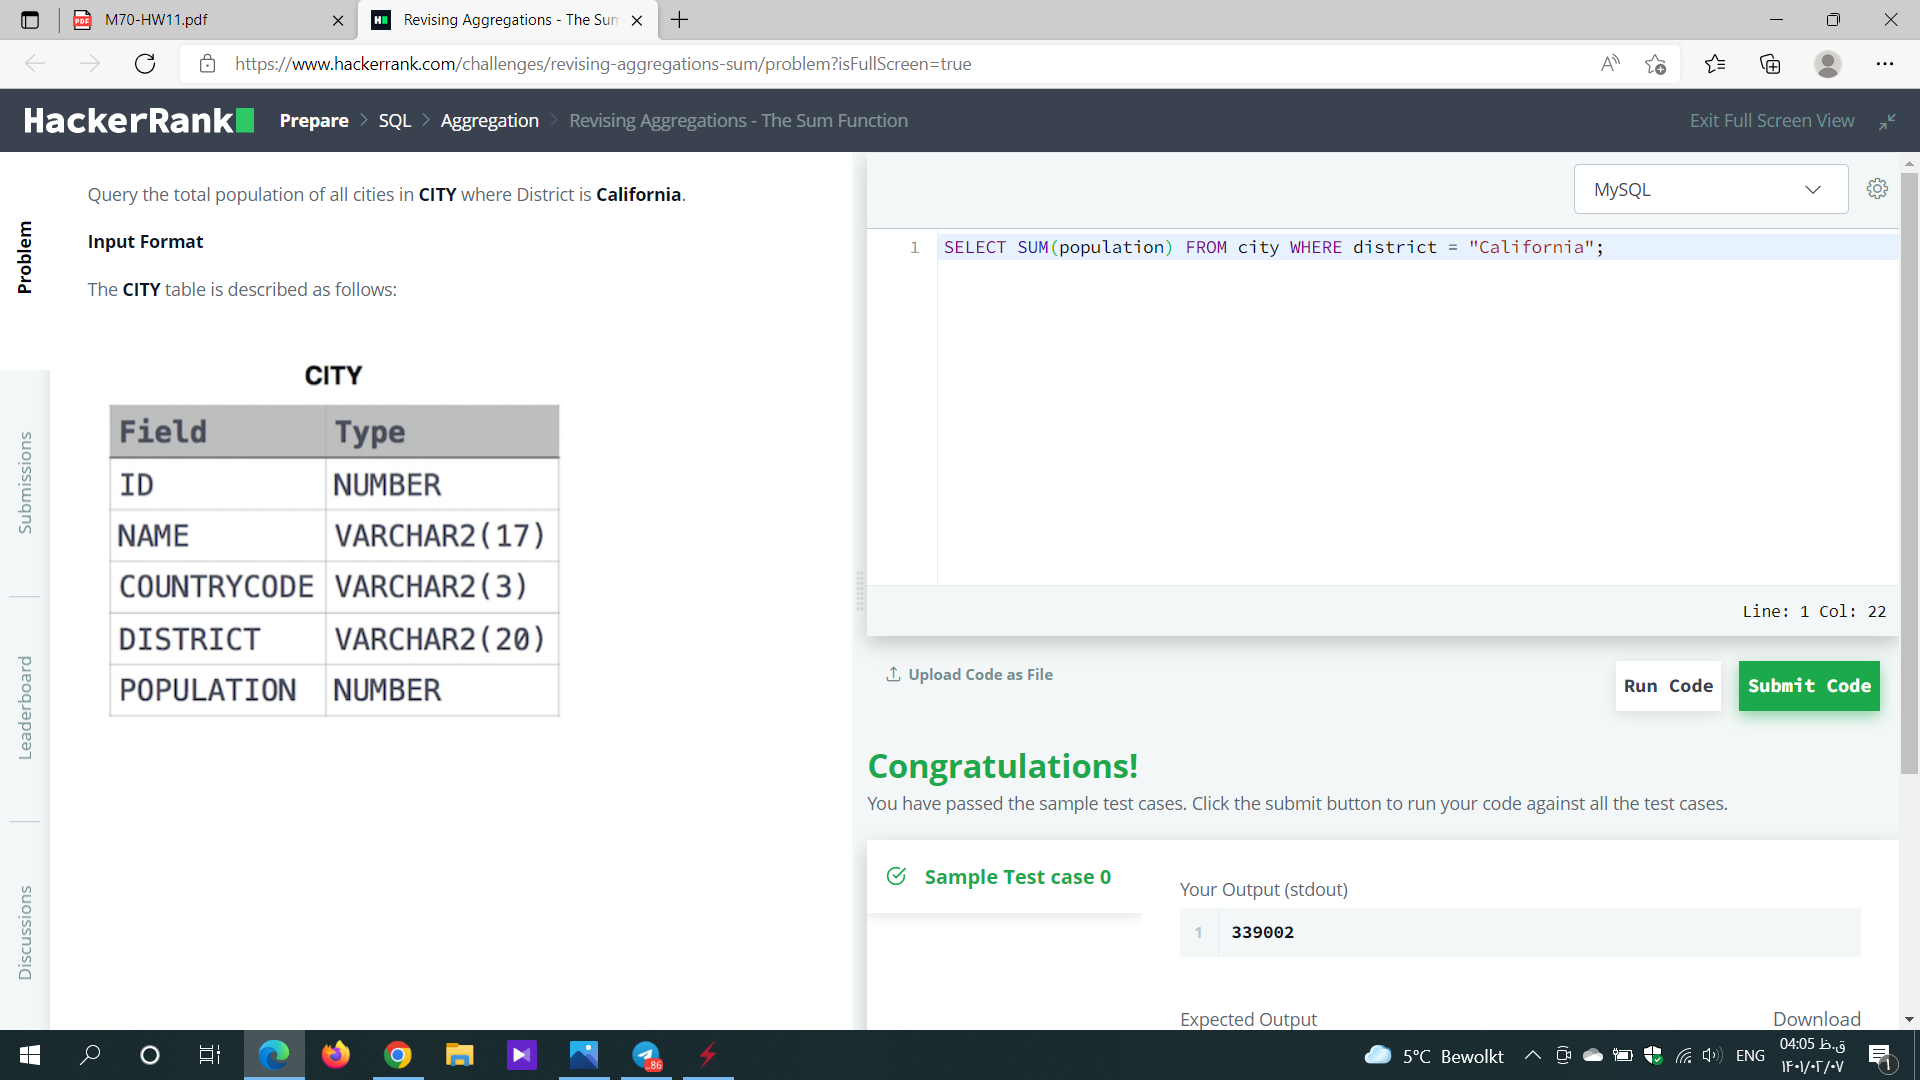 M70-HW11.pdf
Revising Aggregations - The Sum
https://www.hackerrank.com/challenges/revising-aggregations-sum/problem?isFullScreen=true
HackerRank
Prepare > SQL > Aggregation > Revising Aggregations - The Sum Function
Exit Full Screen View
Problem
Submissions
Leaderboard
Discussions
Query the total population of all cities in CITY where District is California.
Input Format
The CITY table is described as follows:
CITY
Field Type
ID NUMBER
NAME VARCHAR2(17)
COUNTRYCODE VARCHAR2(3)
DISTRICT VARCHAR2(20)
POPULATION NUMBER
MySQL
1 SELECT SUM(population) FROM city WHERE district = "California";
Line: 1 Col: 22
Upload Code as File
Run Code
Submit Code
Congratulations!
You have passed the sample test cases. Click the submit button to run your code against all the test cases.
Sample Test case 0
Your Output (stdout)
1 339002
Expected Output
Download
..86
5°C Bewolkt
ENG
04:05 ق.ظ
۱۴۰۱/۰۲/۰۷
1